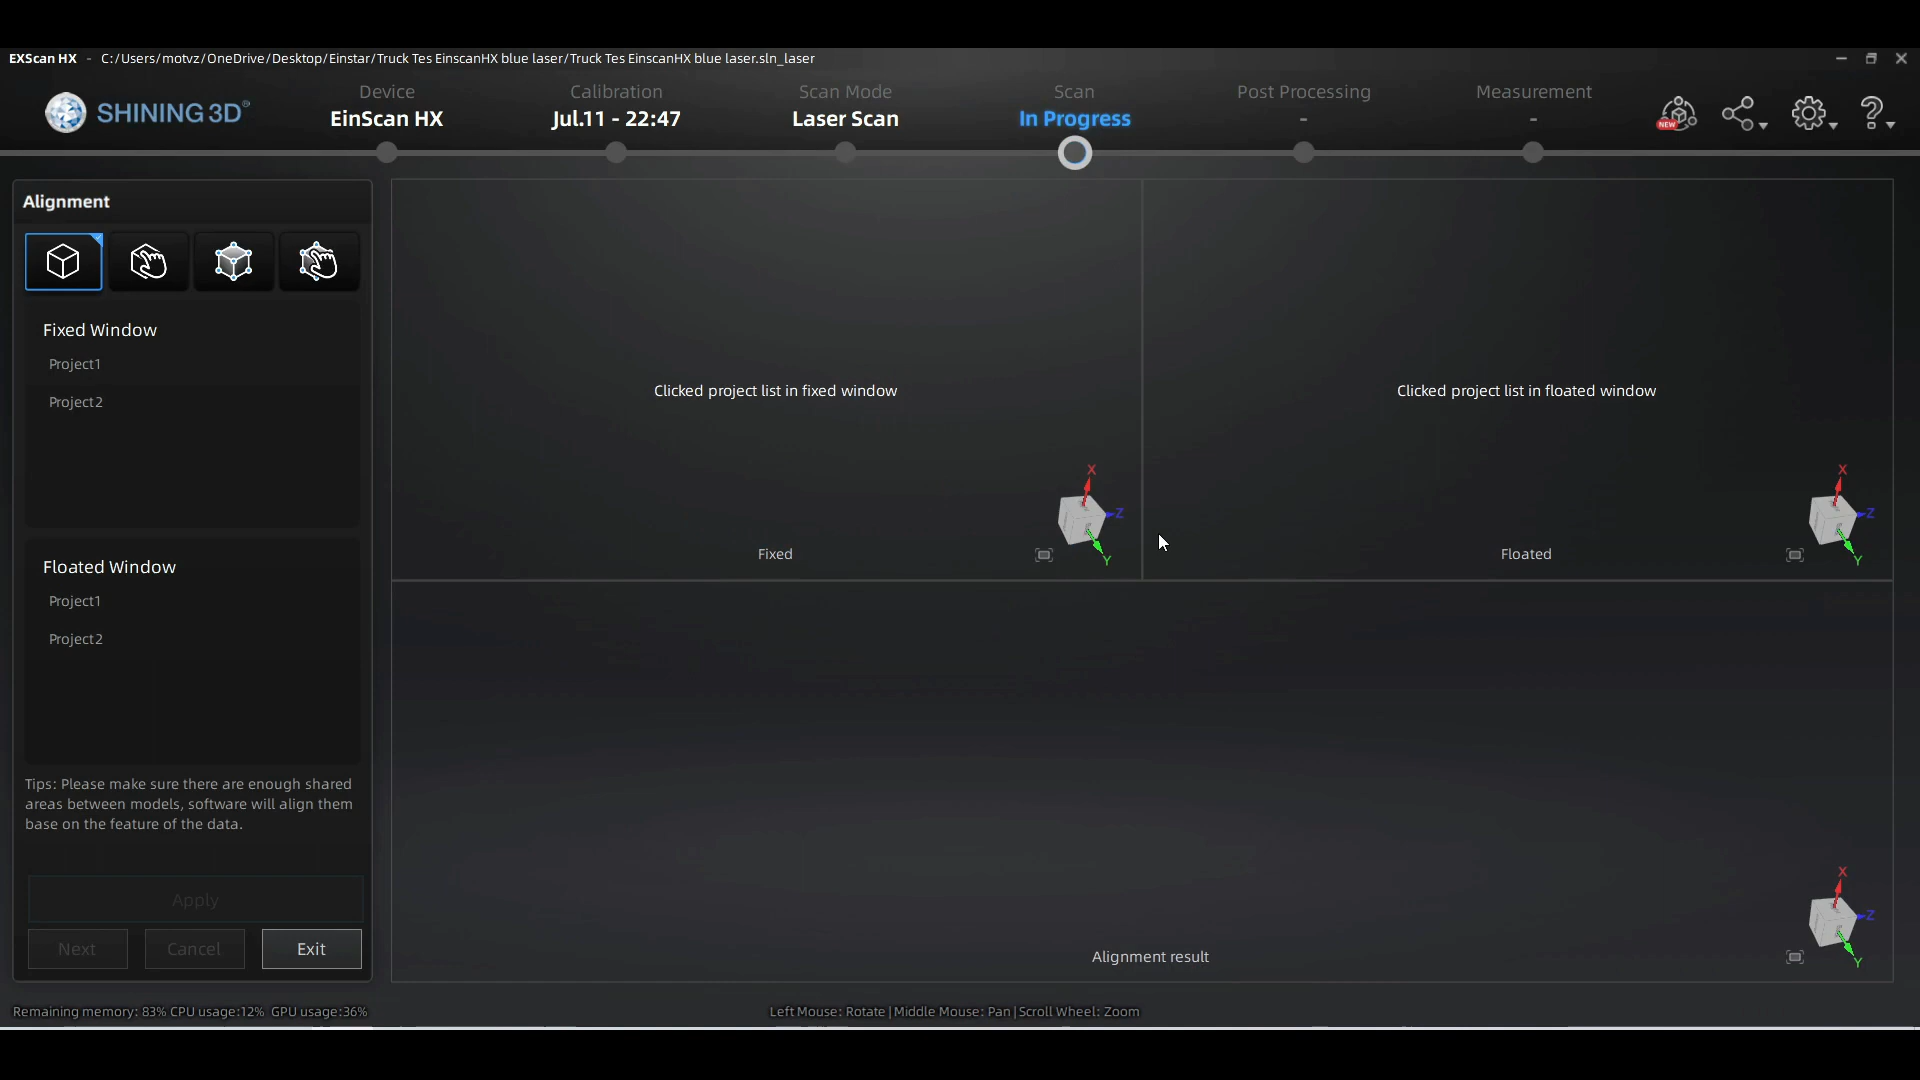 EXScan HX - C:/Users/motvz/OneDrive/Desktop/Einstar/Truck Tes EinscanHX blue laser/Truck Tes EinscanHX blue laser.sln_laser
SHINING 3D®
Device
EinScan HX
Calibration
Jul.11 - 22:47
Scan Mode
Laser Scan
Scan
In Progress
Post Processing
-
Measurement
-
NEW
?
Alignment
Fixed Window
Project1
Project2
Floated Window
Project1
Project2
Tips: Please make sure there are enough shared
areas between models, software will align them
base on the feature of the data.
Apply
Next
Cancel
Exit
Clicked project list in fixed window
X
Z
Y
Fixed
Clicked project list in floated window
X
Z
Y
Floated
X
Z
Y
Alignment result
Remaining memory: 83% CPU usage:12% GPU usage:36%
Left Mouse: Rotate | Middle Mouse: Pan | Scroll Wheel: Zoom